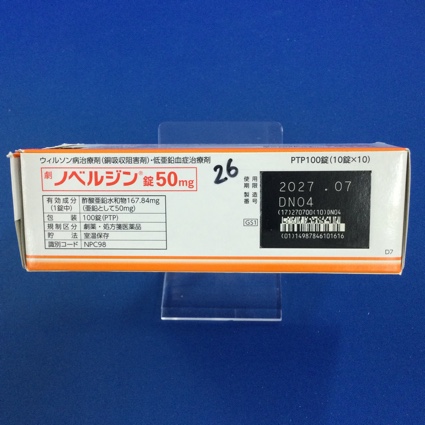 ウィルソン病治療剤(銅吸収阻害剤)・低亜鉛血症治療剤
PTP100錠(10錠×10)
劇 ノベルジン®錠50mg
26
使用期限 2027.07
製造番号 DN04
有効成分(1錠中) 酢酸亜鉛水和物167.84mg(亜鉛として50mg)
包装 100錠(PTP)
規制区分 劇薬・処方箋医薬品
貯法 室温保存
識別コード NPC98
(17)270700(10)DN04
GS1
(01)14987846101616
D7